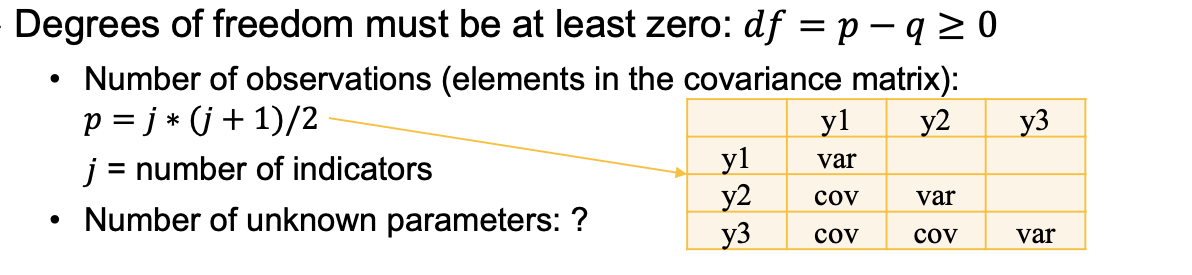 Degrees of freedom must be at least zero: df = p − q ≥ 0
• Number of observations (elements in the covariance matrix):
p = j * (j + 1)/2
j = number of indicators
• Number of unknown parameters: ?
y1 y2 y3
y1 var
y2 cov var
y3 cov cov var